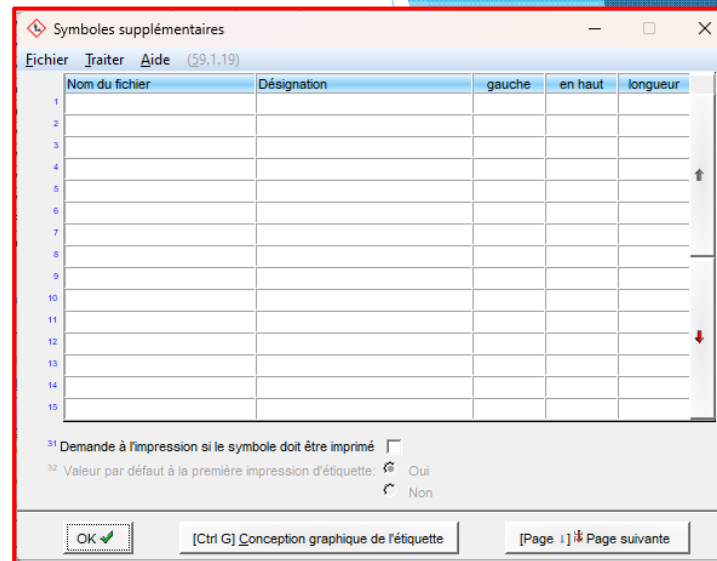 Symboles supplémentaires
Fichier Traiter Aide (59.1.19)
Nom du fichier Désignation gauche en haut longueur
1
2
3
4
5
6
7
8
9
10
11
12
13
14
15
31 Demande à l'impression si le symbole doit être imprimé
32 Valeur par défaut à la première impression d'étiquette: Oui
Non
OK [Ctrl G] Conception graphique de l'étiquette [Page ↓] Page suivante